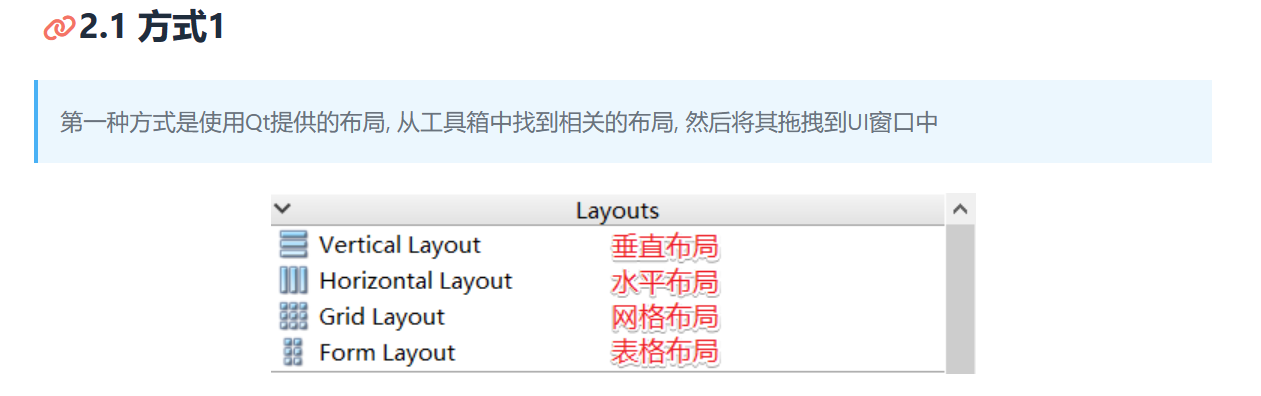 2.1 方式1
第一种方式是使用Qt提供的布局, 从工具箱中找到相关的布局, 然后将其拖拽到UI窗口中
Layouts
Vertical Layout 垂直布局
Horizontal Layout 水平布局
Grid Layout 网格布局
Form Layout 表格布局